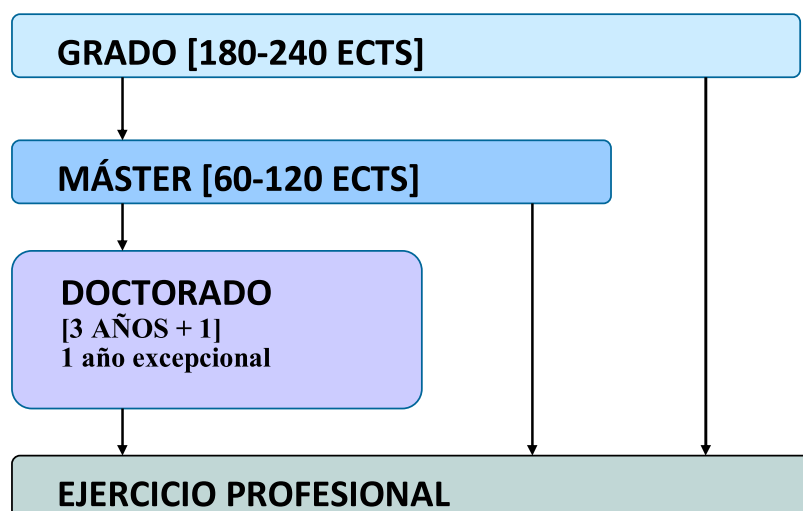 GRADO [180-240 ECTS]
MÁSTER [60-120 ECTS]
DOCTORADO
[3 AÑOS + 1]
1 año excepcional
EJERCICIO PROFESIONAL